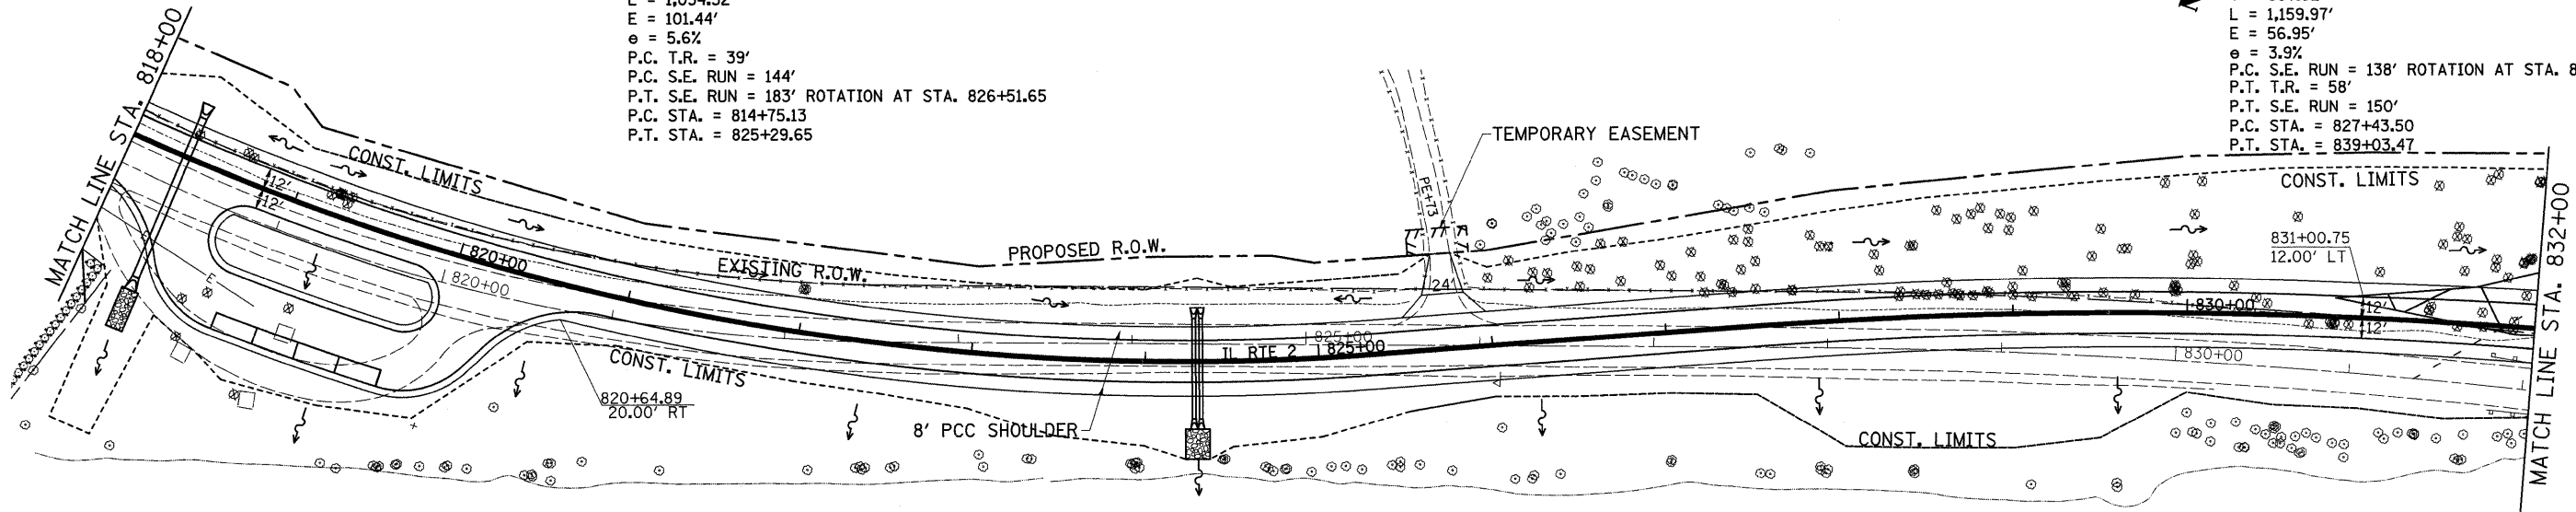 E = 101.44'
e = 5.6%
P.C. T.R. = 39'
P.C. S.E. RUN = 144'
P.T. S.E. RUN = 183' ROTATION AT STA. 826+51.65
P.C. STA. = 814+75.13
P.T. STA. = 825+29.65
L = 1,159.97'
E = 56.95'
e = 3.9%
P.C. S.E. RUN = 138' ROTATION AT STA. 8
P.T. T.R. = 58'
P.T. S.E. RUN = 150'
P.C. STA. = 827+43.50
P.T. STA. = 839+03.47
MATCH LINE STA. 818+00
CONST. LIMITS
12'
12'
820+00
820+00
E
EXISTING R.O.W.
PROPOSED R.O.W.
TEMPORARY EASEMENT
PE+73
24'
CONST. LIMITS
831+00.75
12.00' LT
830+00
12'
12'
830+00
825+00
IL RTE 2
825+00
CONST. LIMITS
820+64.89
20.00' RT
8' PCC SHOULDER
CONST. LIMITS
MATCH LINE STA. 832+00